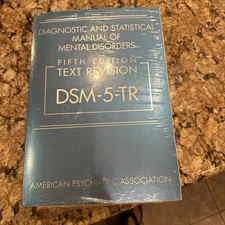 DIAGNOSTIC AND STATISTICAL
MANUAL OF
MENTAL DISORDERS
FIFTH EDITION
TEXT REVISION
DSM-5-TR
AMERICAN PSYCHIATRIC ASSOCIATION